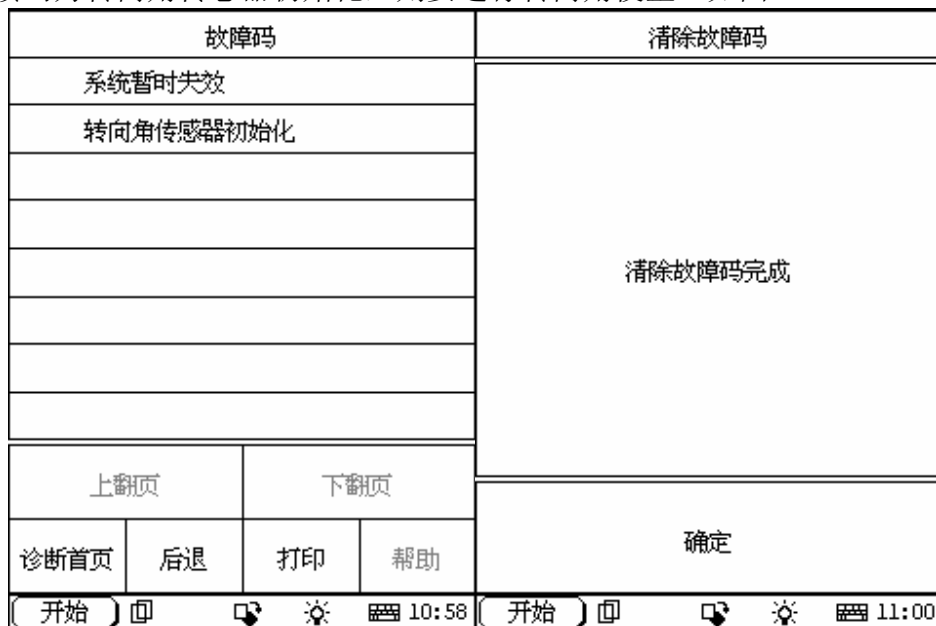 故障码
系统暂时失效
转向角传感器初始化
上翻页 下翻页
诊断首页 后退 打印 帮助
开始 10:58
清除故障码
清除故障码完成
确定
开始 11:00